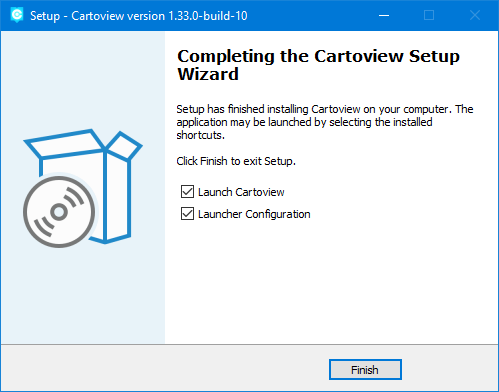 Setup - Cartoview version 1.33.0-build-10
Completing the Cartoview Setup
Wizard
Setup has finished installing Cartoview on your computer. The
application may be launched by selecting the installed
shortcuts.
Click Finish to exit Setup.
Launch Cartoview
Launcher Configuration
Finish